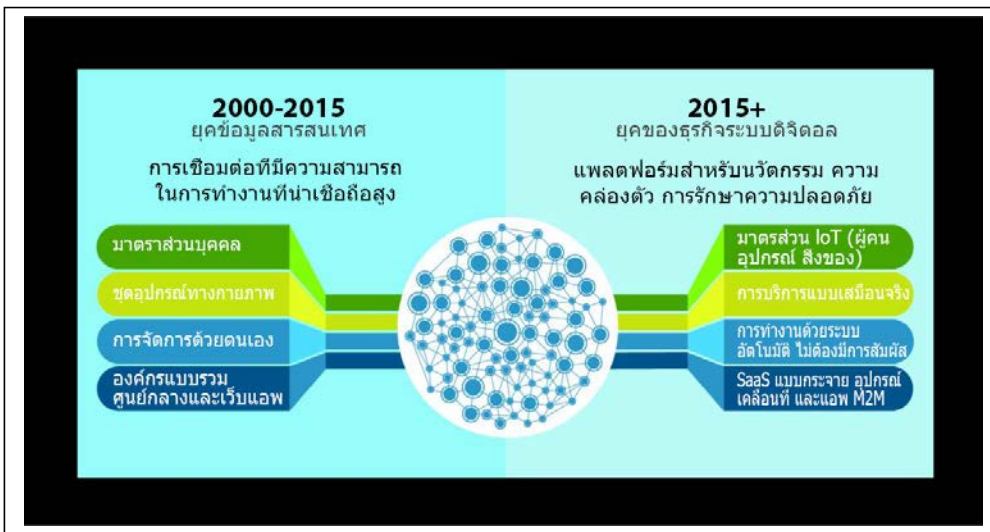 2000-2015
ยุคข้อมูลสารสนเทศ
การเชื่อมต่อที่มีความสามารถ
ในการทำงานที่น่าเชื่อถือสูง
มาตราส่วนบุคคล
ชุดอุปกรณ์ทางกายภาพ
การจัดการด้วยตนเอง
องค์กรแบบรวม
ศูนย์กลางและเว็บแอพ
2015+
ยุคของธุรกิจระบบดิจิตอล
แพลตฟอร์มสำหรับนวัตกรรม ความ
คล่องตัว การรักษาความปลอดภัย
มาตรส่วน IoT (ผู้คน
อุปกรณ์ สิ่งของ)
การบริการแบบเสมือนจริง
การทำงานด้วยระบบ
อัตโนมัติ ไม่ต้องมีการสัมผัส
SaaS แบบกระจาย อุปกรณ์
เคลื่อนที่ และแอพ M2M